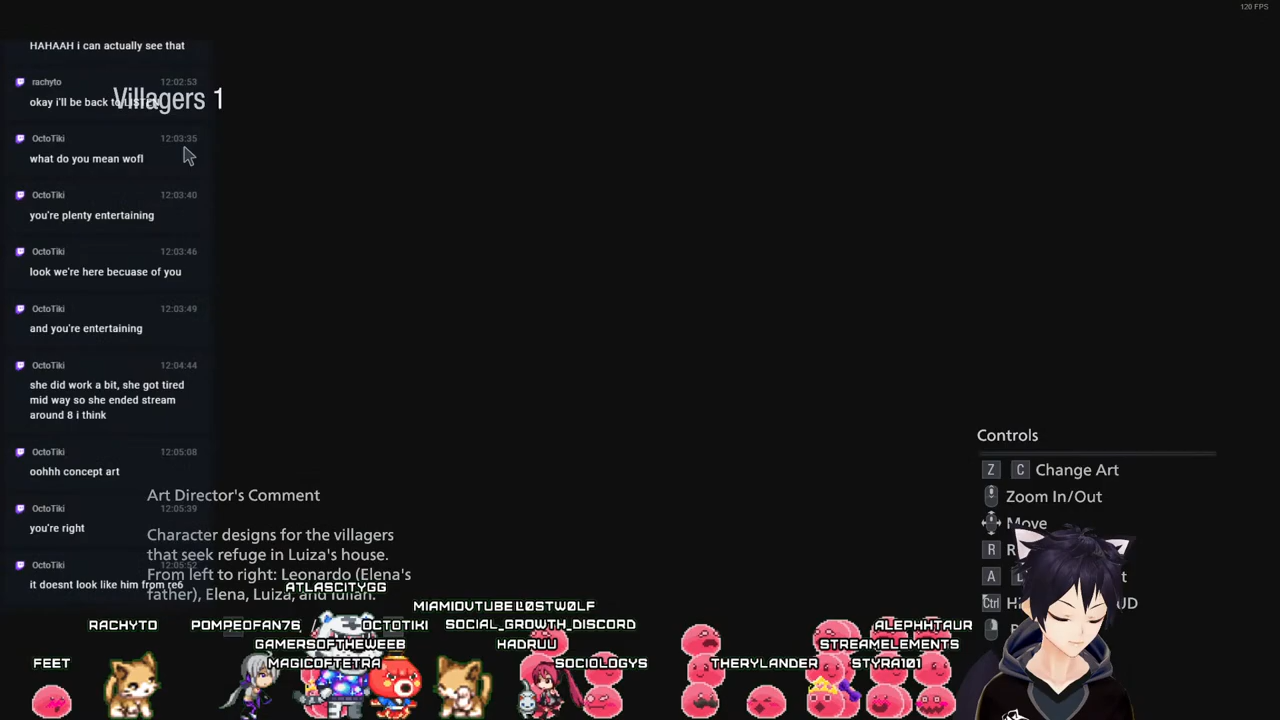 120 FPS
HAHAAH i can actually see that
rachyto 12:02:53
okay i'll be back to LISTEN
Villagers 1
OctoTiki 12:03:35
what do you mean wofl
OctoTiki 12:03:40
you're plenty entertaining
OctoTiki 12:03:46
look we're here becuase of you
OctoTiki 12:03:49
and you're entertaining
OctoTiki 12:04:44
she did work a bit, she got tired
mid way so she ended stream
around 8 i think
OctoTiki 12:05:08
oohhh concept art
OctoTiki 12:05:39
you're right
OctoTiki 12:05:52
it doesnt look like him from re6
Art Director's Comment
Character designs for the villagers
that seek refuge in Luiza's house.
From left to right: Leonardo (Elena's
father), Elena, Luiza, and Iulian.
Controls
Z C Change Art
Zoom In/Out
Move
R
A
Ctrl
UD
ATLASCITYGG
MIAMIDVTUBE L0STW0LF
RACHYTO POMPEOFAN76 OCTOTIKI SOCIAL_GROWTH_DISCORD ALEPHHTAUR
GAMERSOFTHEWEEB HADRUU STREAMELEMENTS
FEET MAGICOFTETRA SOCIOLOGYS THERYLANDER STYRA101